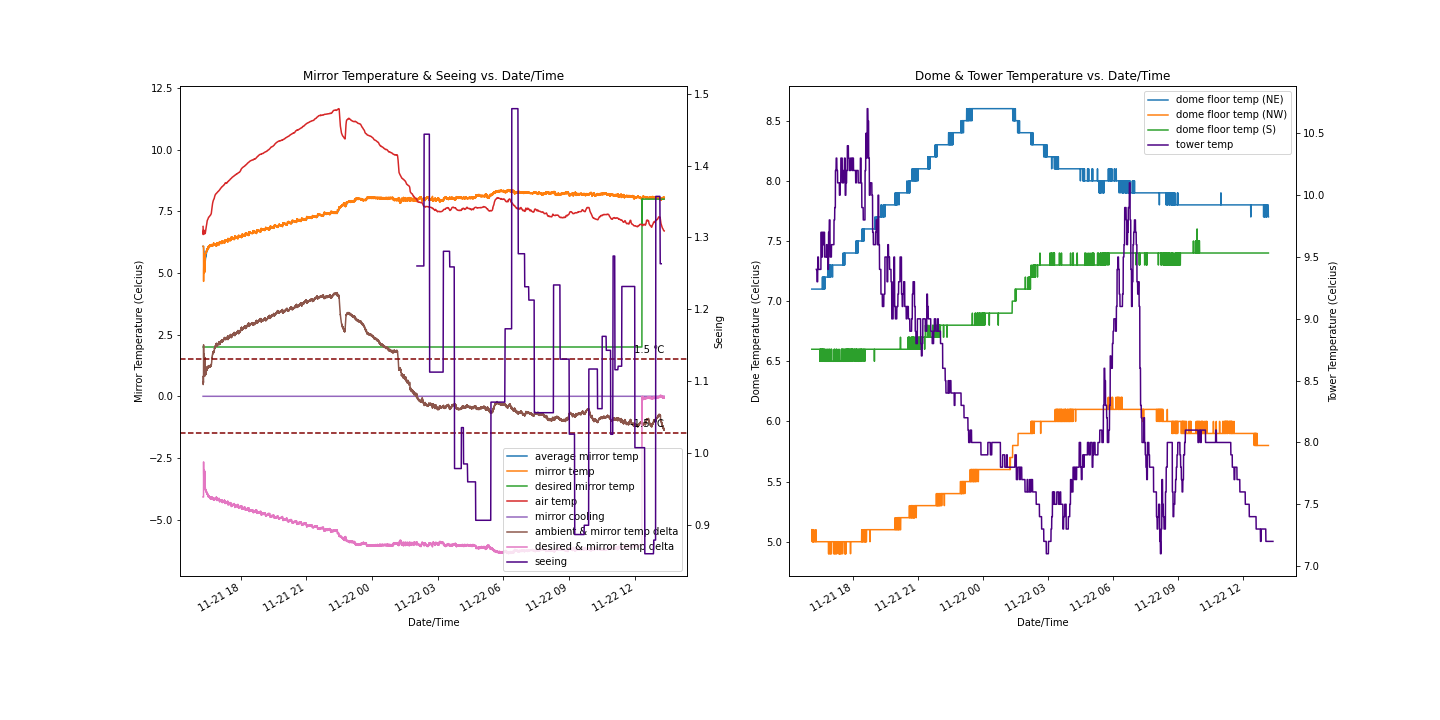 Mirror Temperature & Seeing vs. Date/Time
Mirror Temperature (Celcius)
12.5
10.0
7.5
5.0
2.5
0.0
−2.5
−5.0
1.5
1.4
1.3
1.2
1.1
1.0
0.9
Seeing
1.5 °C
-1.5 °C
average mirror temp
mirror temp
desired mirror temp
air temp
mirror cooling
ambient & mirror temp delta
desired & mirror temp delta
seeing
11-21 18
11-21 21
11-22 00
11-22 03
11-22 06
11-22 09
11-22 12
Date/Time
Dome & Tower Temperature vs. Date/Time
Dome Temperature (Celcius)
8.5
8.0
7.5
7.0
6.5
6.0
5.5
5.0
dome floor temp (NE)
dome floor temp (NW)
dome floor temp (S)
tower temp
10.5
10.0
9.5
9.0
8.5
8.0
7.5
7.0
Tower Temperature (Celcius)
11-21 18
11-21 21
11-22 00
11-22 03
11-22 06
11-22 09
11-22 12
Date/Time